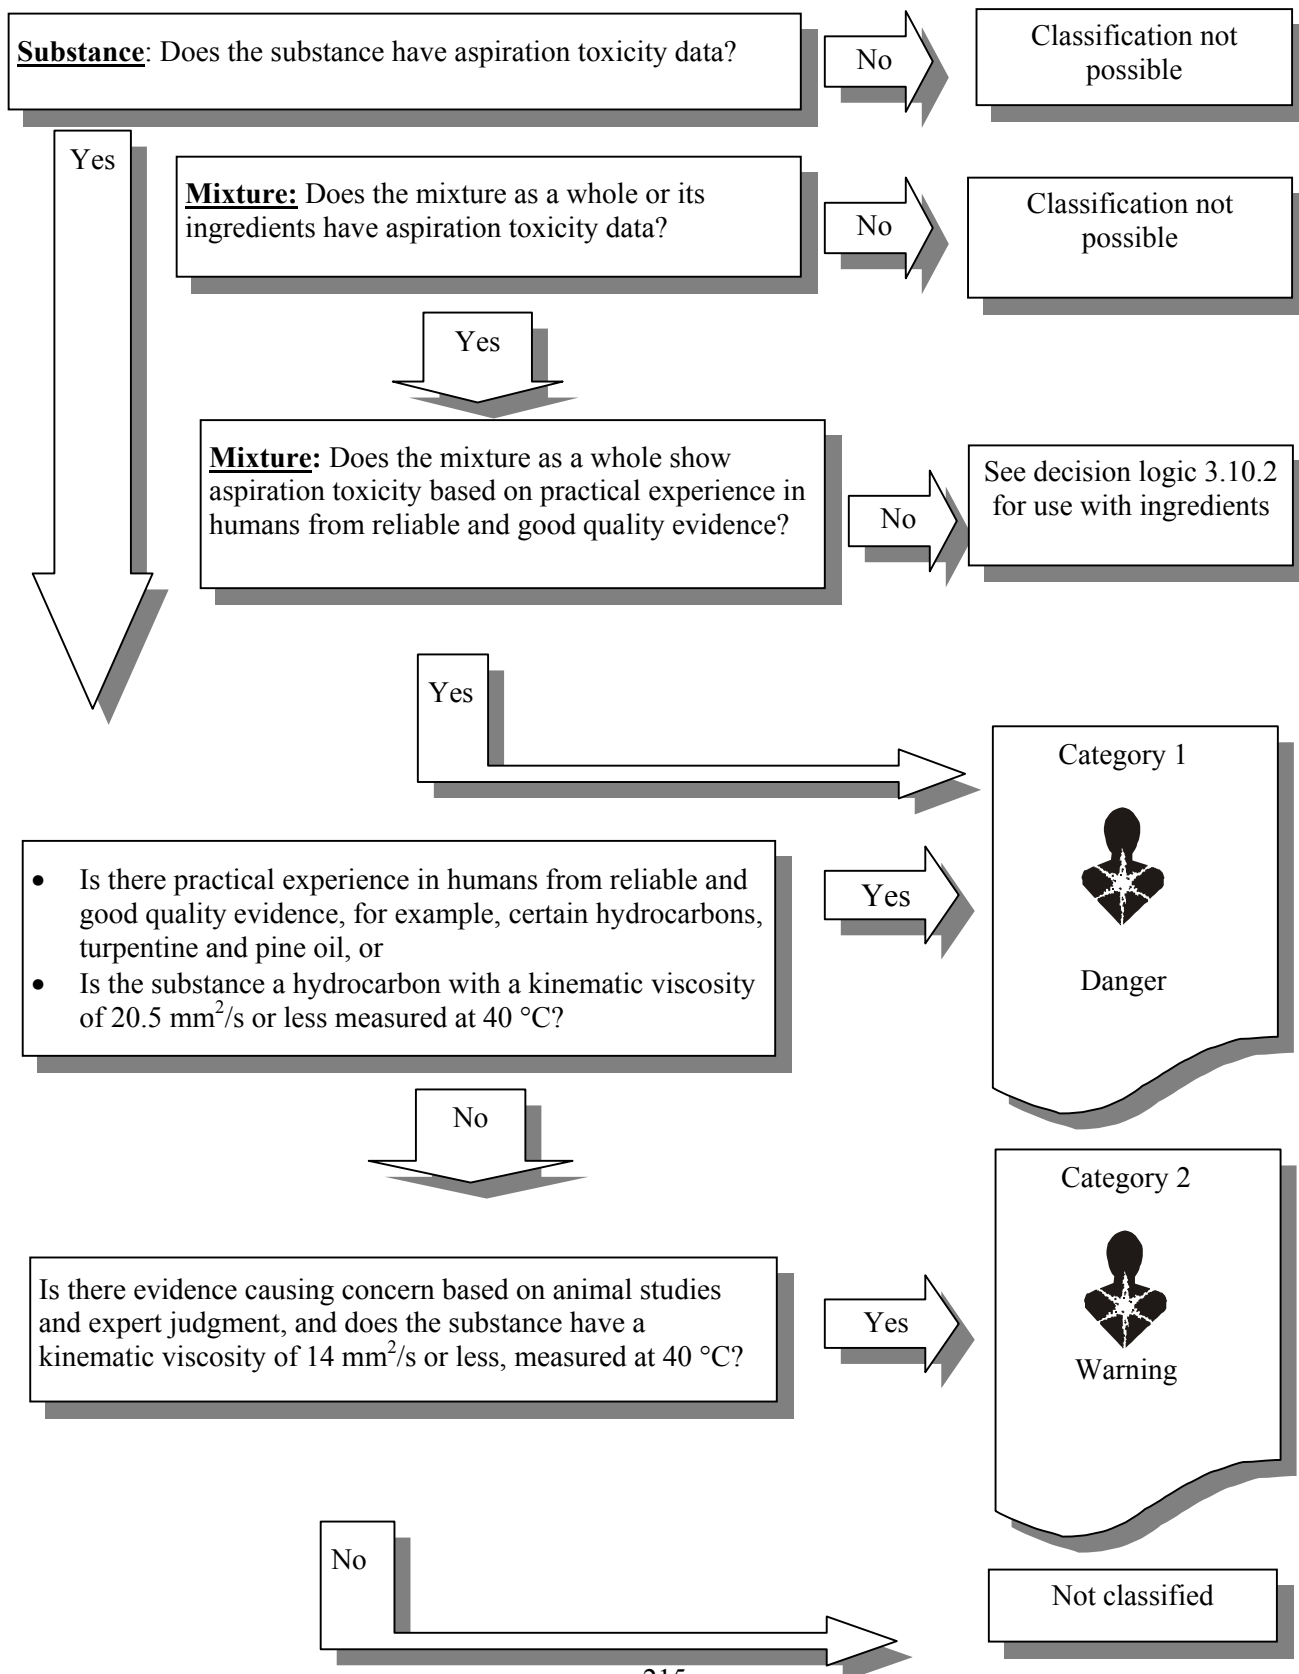 Substance: Does the substance have aspiration toxicity data?
No
Classification not
possible
Yes
Mixture: Does the mixture as a whole or its
ingredients have aspiration toxicity data?
No
Classification not
possible
Yes
Mixture: Does the mixture as a whole show
aspiration toxicity based on practical experience in
humans from reliable and good quality evidence?
No
See decision logic 3.10.2
for use with ingredients
Yes
Category 1
Danger
• Is there practical experience in humans from reliable and
good quality evidence, for example, certain hydrocarbons,
turpentine and pine oil, or
• Is the substance a hydrocarbon with a kinematic viscosity
of 20.5 mm²/s or less measured at 40 °C?
Yes
No
Category 2
Warning
Is there evidence causing concern based on animal studies
and expert judgment, and does the substance have a
kinematic viscosity of 14 mm²/s or less, measured at 40 °C?
Yes
No
Not classified
215